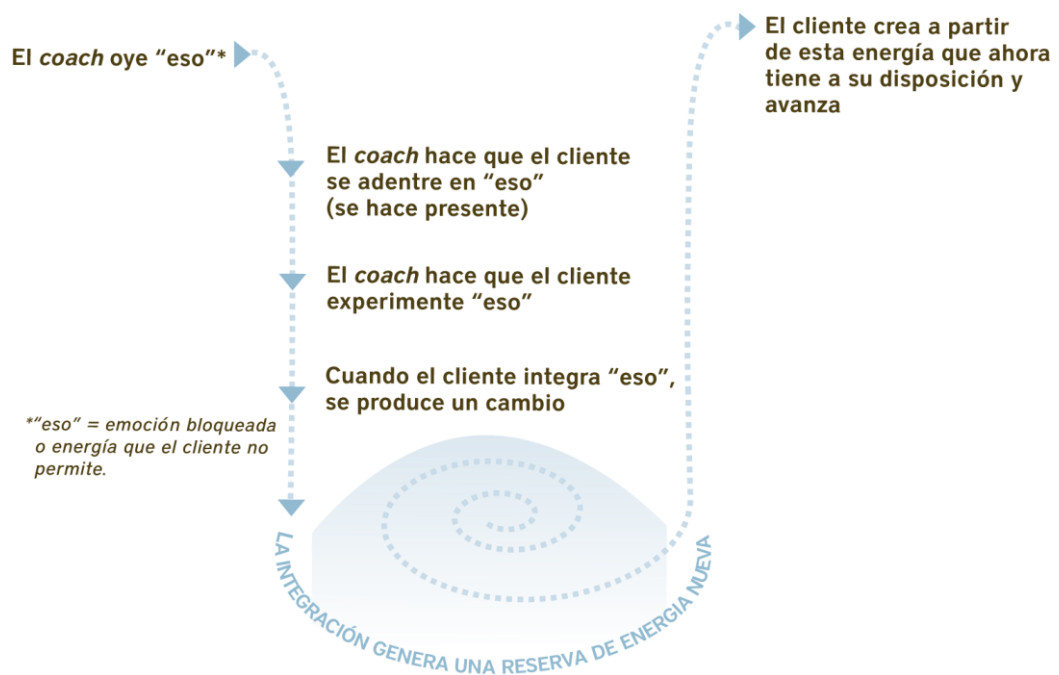 El coach oye “eso”*
El coach hace que el cliente
se adentre en “eso”
(se hace presente)
El coach hace que el cliente
experimente “eso”
Cuando el cliente integra “eso”,
se produce un cambio
*“eso” = emoción bloqueada
o energía que el cliente no
permite.
LA INTEGRACIÓN GENERA UNA RESERVA DE ENERGIA NUEVA
El cliente crea a partir
de esta energía que ahora
tiene a su disposición y
avanza